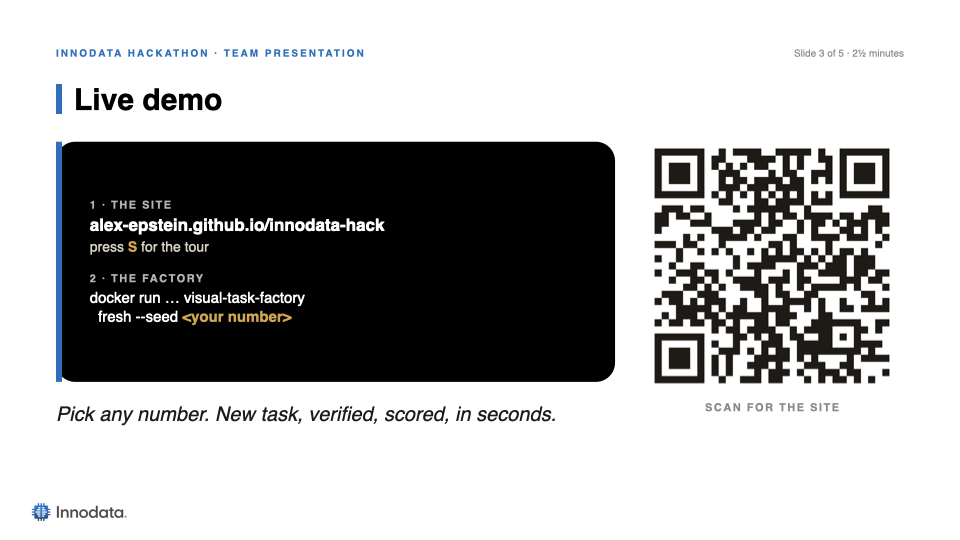 INNODATA HACKATHON · TEAM PRESENTATION
Slide 3 of 5 · 2½ minutes
Live demo
1 · THE SITE
alex-epstein.github.io/innodata-hack
press S for the tour
2 · THE FACTORY
docker run … visual-task-factory
fresh --seed <your number>
SCAN FOR THE SITE
Pick any number. New task, verified, scored, in seconds.
Innodata.